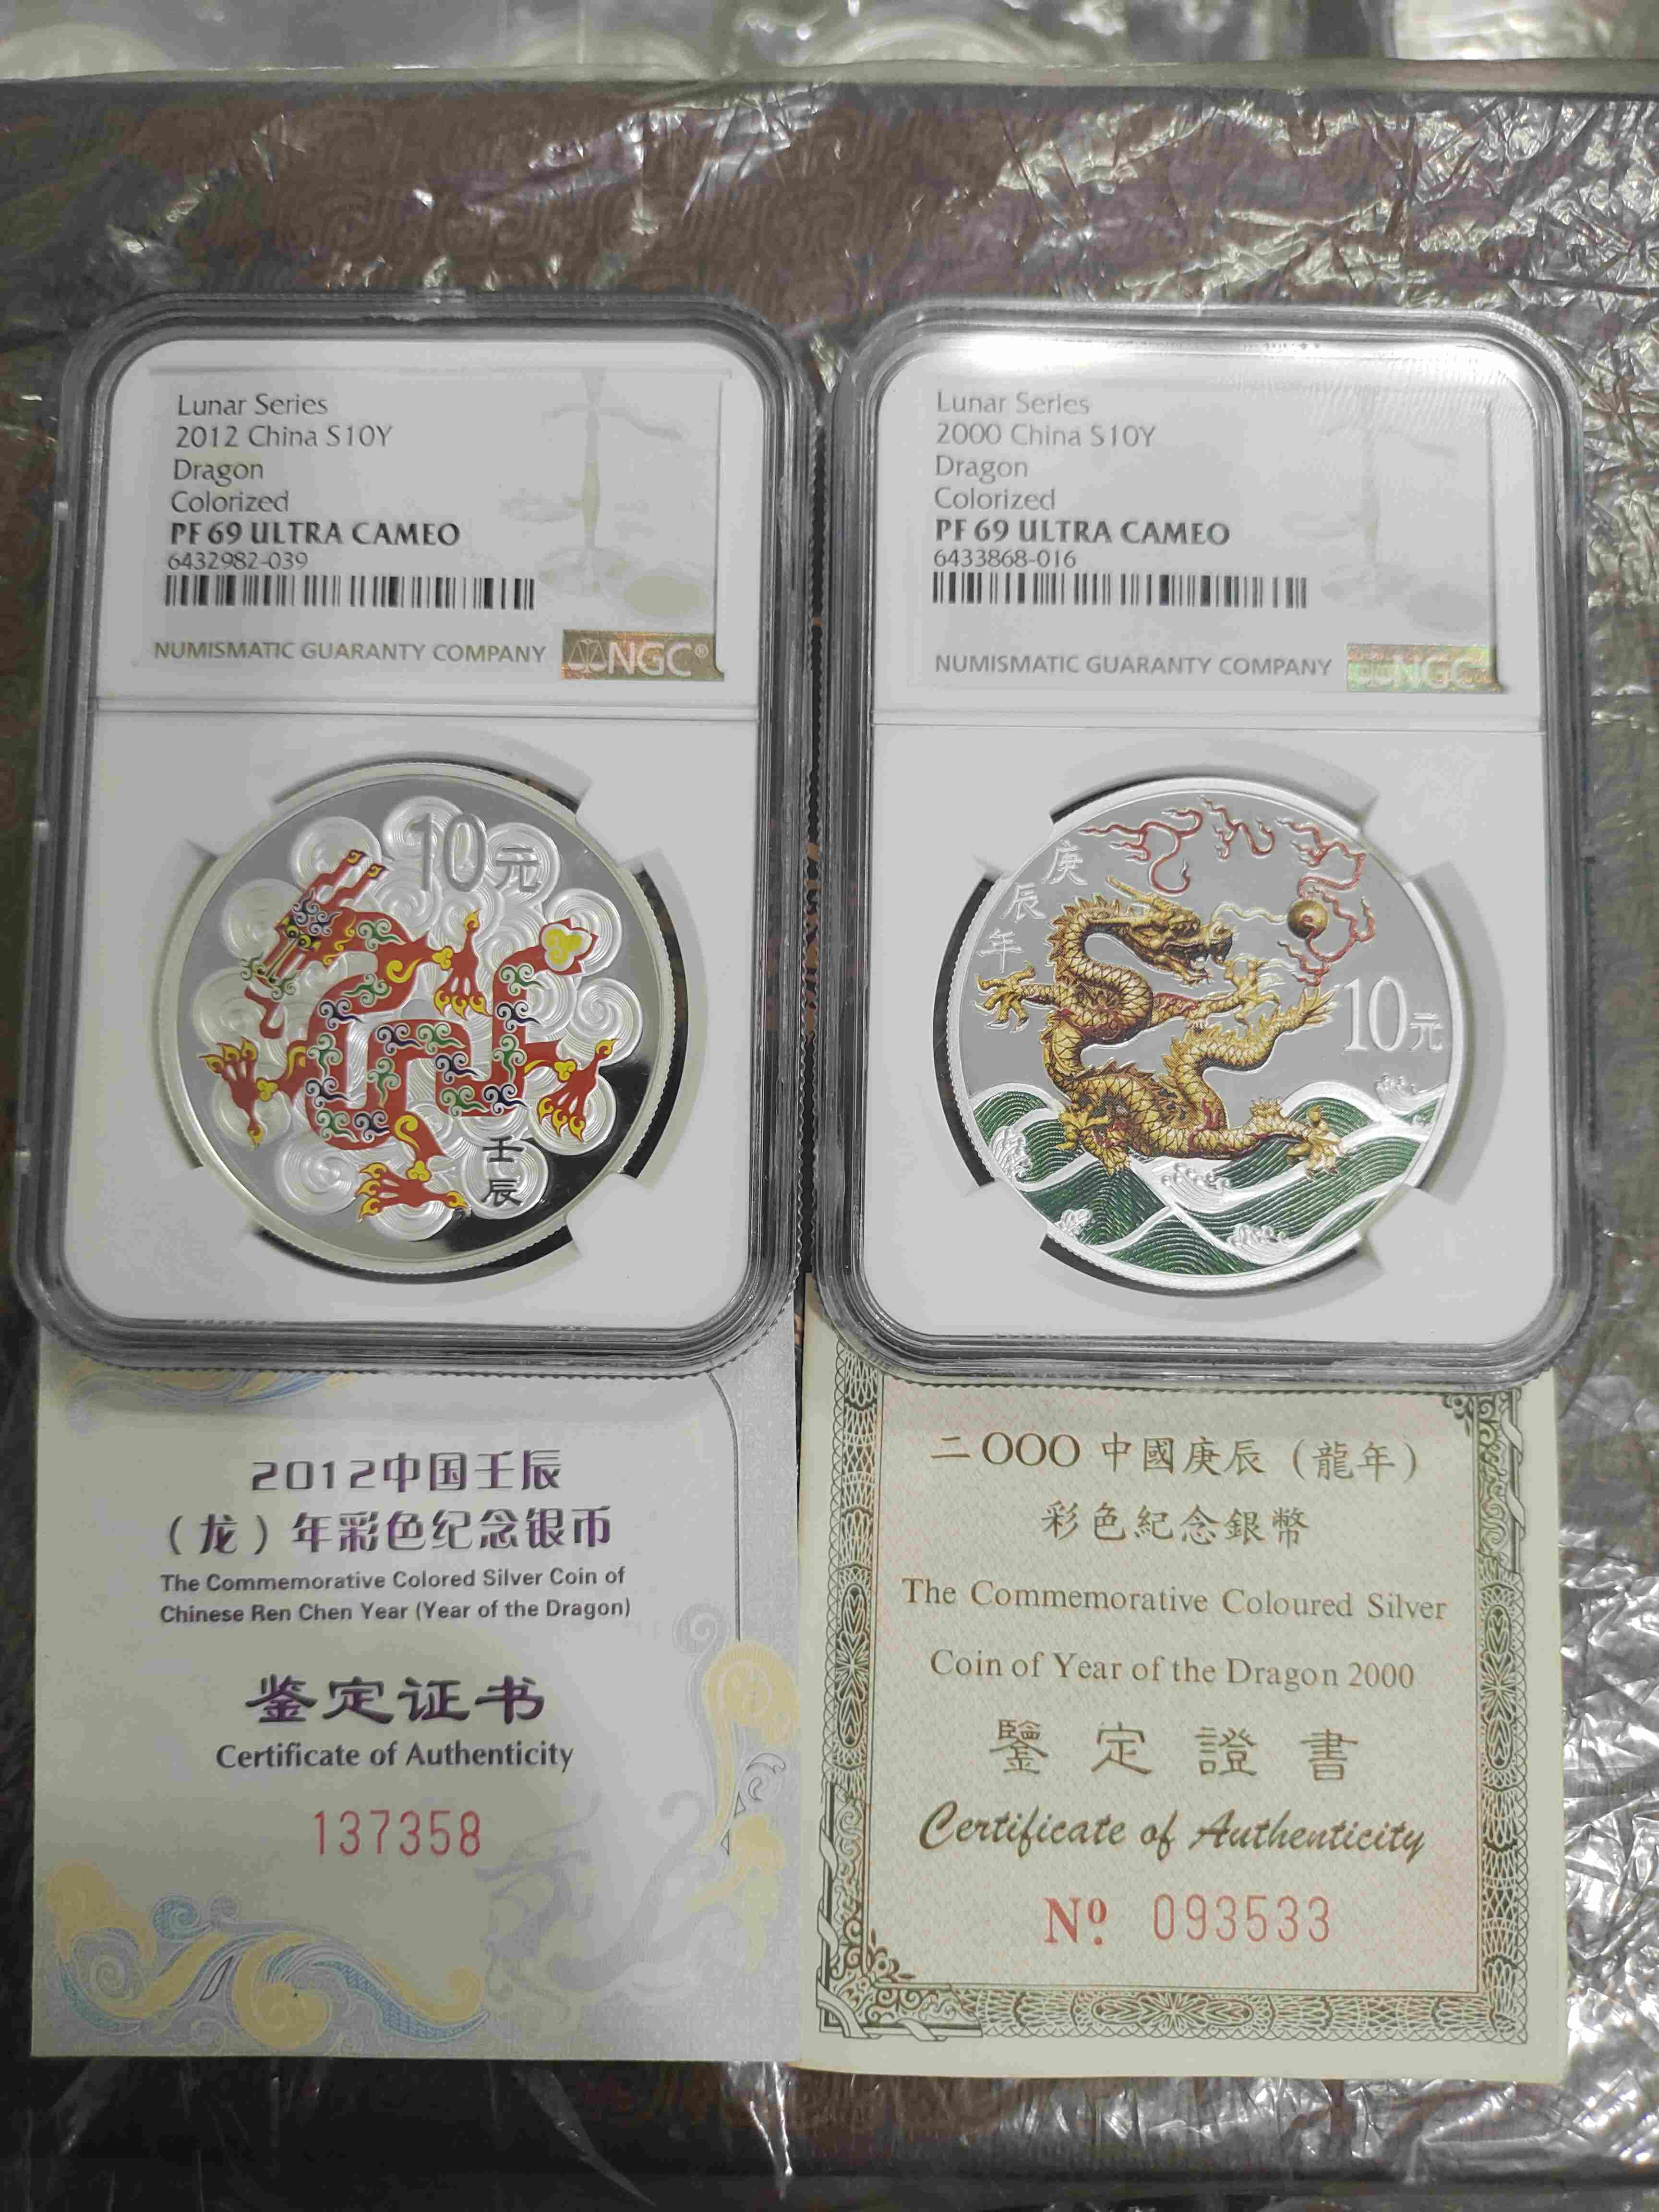 Lunar Series
2012 China S10Y
Dragon
Colorized
PF 69 ULTRA CAMEO
6432982-039
NUMISMATIC GUARANTY COMPANY NGC®
10元
壬
辰
2012中国壬辰
（龙）年彩色纪念银币
The Commemorative Colored Silver Coin of
Chinese Ren Chen Year (Year of the Dragon)
鉴定证书
Certificate of Authenticity
137358
Lunar Series
2000 China S10Y
Dragon
Colorized
PF 69 ULTRA CAMEO
6433868-016
NUMISMATIC GUARANTY COMPANY NGC
庚
辰
年
10元
二OOO中國庚辰（龍年）
彩色紀念銀幣
The Commemorative Coloured Silver
Coin of Year of the Dragon 2000
鑒定證書
Certificate of Authenticity
Nº 093533